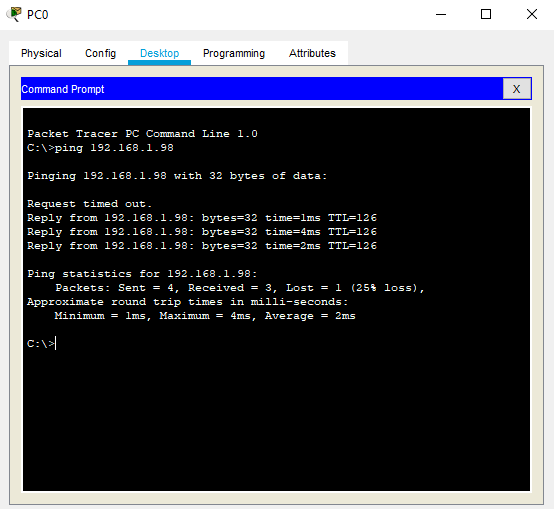 PC0
Physical Config Desktop Programming Attributes
Command Prompt X
Packet Tracer PC Command Line 1.0
C:\>ping 192.168.1.98
Pinging 192.168.1.98 with 32 bytes of data:
Request timed out.
Reply from 192.168.1.98: bytes=32 time=1ms TTL=126
Reply from 192.168.1.98: bytes=32 time=4ms TTL=126
Reply from 192.168.1.98: bytes=32 time=2ms TTL=126
Ping statistics for 192.168.1.98:
    Packets: Sent = 4, Received = 3, Lost = 1 (25% loss),
Approximate round trip times in milli-seconds:
    Minimum = 1ms, Maximum = 4ms, Average = 2ms
C:\>